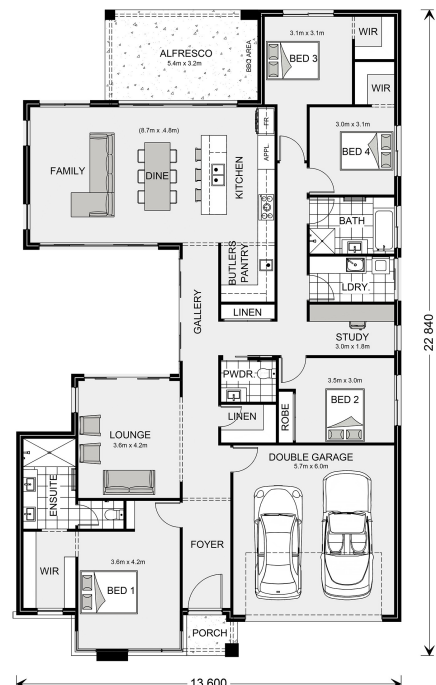 3.1m x 3.1m
WIR
BED 3
ALFRESCO
5.4m x 3.2m
BBQ AREA
WIR
FR
APPL.
3.0m x 3.1m
BED 4
(8.7m x .4.8m)
FAMILY
DINE
KITCHEN
BATH
BUTLERS
PANTRY
LDRY.
GALLERY
LINEN
STUDY
3.0m x 1.8m
22 840
PWDR.
3.5m x 3.0m
BED 2
ROBE
LINEN
LOUNGE
3.6m x 4.2m
DOUBLE GARAGE
5.7m x 6.0m
ENSUITE
FOYER
WIR
3.6m x 4.2m
BED 1
PORCH
13 600